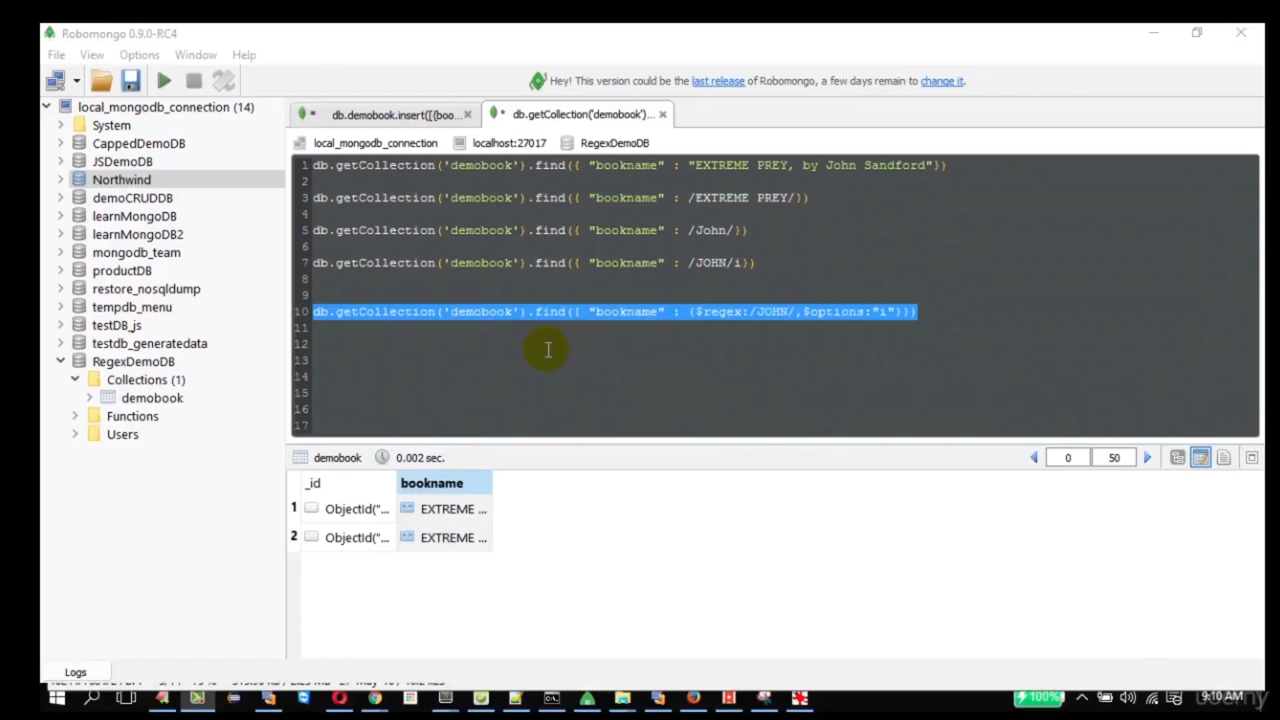 Robomongo 0.9.0-RC4
File View Options Window Help
Hey! This version could be the last release of Robomongo, a few days remain to change it.
local_mongodb_connection (14)
System
CappedDemoDB
JSDemoDB
Northwind
demoCRUDDB
learnMongoDB
learnMongoDB2
mongodb_team
productDB
restore_nosqldump
tempdb_menu
testDB_js
testdb_generatedata
RegexDemoDB
Collections (1)
demobook
Functions
Users
Logs
* db.demobook.insert([{boo... * db.getCollection('demobook')...
local_mongodb_connection localhost:27017 RegexDemoDB
1 db.getCollection('demobook').find({ "bookname" : "EXTREME PREY, by John Sandford"})
2
3 db.getCollection('demobook').find({ "bookname" : /EXTREME PREY/})
4
5 db.getCollection('demobook').find({ "bookname" : /John/})
6
7 db.getCollection('demobook').find({ "bookname" : /JOHN/i})
8
9
10 db.getCollection('demobook').find({ "bookname" : {$regex:/JOHN/,$options:"i"}})
11
12
13
14
15
16
17
demobook 0.002 sec. 0 50
_id bookname
1 ObjectId("... EXTREME ...
2 ObjectId("... EXTREME ...
100% 9:10 AM
udemy